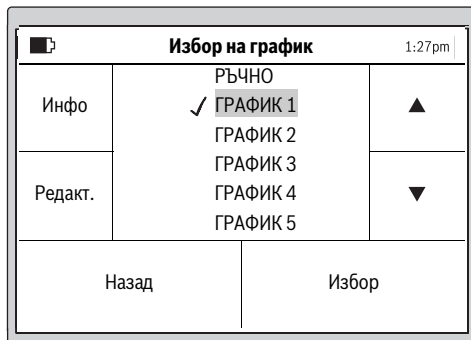 Избор на график
1:27pm
Инфо
Редакт.
РЪЧНО
ГРАФИК 1
ГРАФИК 2
ГРАФИК 3
ГРАФИК 4
ГРАФИК 5
▲
▼
Назад
Избор